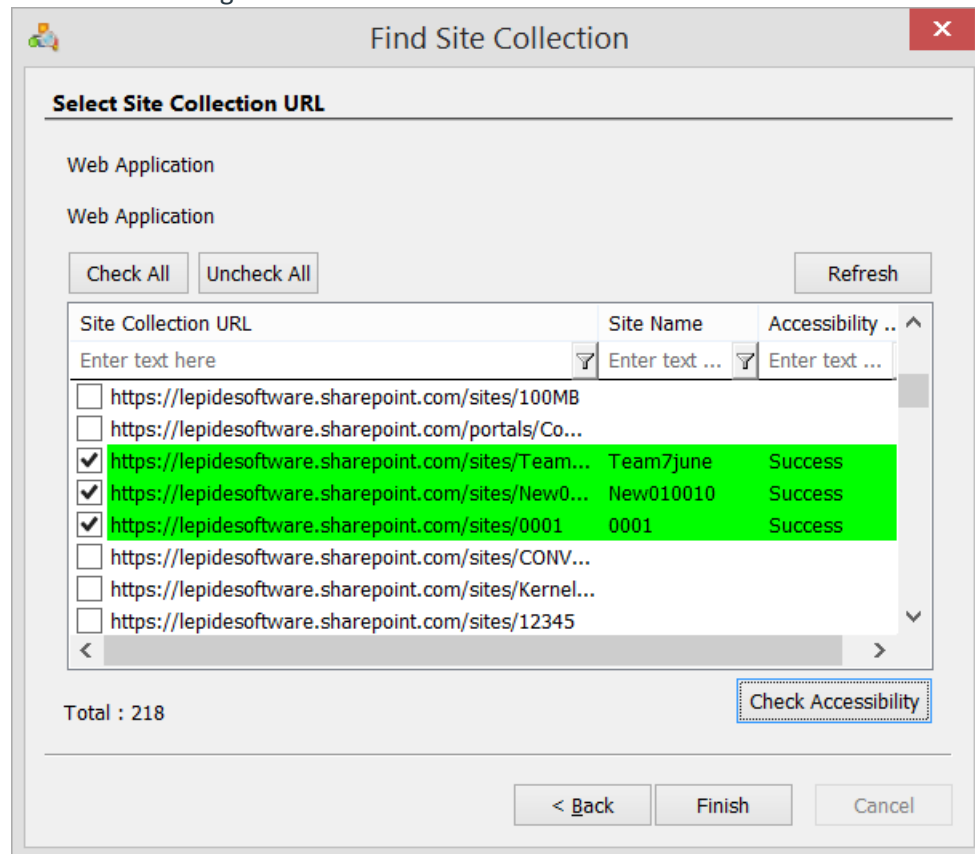 Find Site Collection
Select Site Collection URL
Web Application
Web Application
Check All Uncheck All Refresh
Site Collection URL Site Name Accessibility ..
Enter text here Enter text ... Enter text ...
https://lepidesoftware.sharepoint.com/sites/100MB
https://lepidesoftware.sharepoint.com/portals/Co...
https://lepidesoftware.sharepoint.com/sites/Team... Team7june Success
https://lepidesoftware.sharepoint.com/sites/New0... New010010 Success
https://lepidesoftware.sharepoint.com/sites/0001 0001 Success
https://lepidesoftware.sharepoint.com/sites/CONV...
https://lepidesoftware.sharepoint.com/sites/Kernel...
https://lepidesoftware.sharepoint.com/sites/12345
Total : 218 Check Accessibility
< Back Finish Cancel